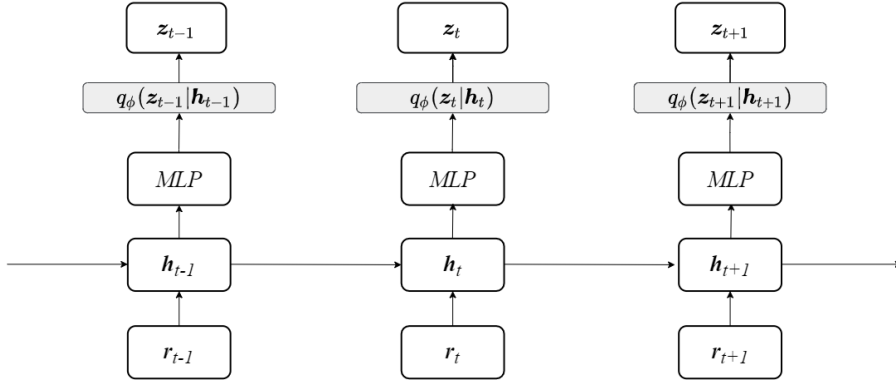 z_{t−1} z_t z_{t+1}
q_ϕ(z_{t−1}|h_{t−1}) q_ϕ(z_t|h_t) q_ϕ(z_{t+1}|h_{t+1})
MLP MLP MLP
h_{t-1} h_t h_{t+1}
r_{t-1} r_t r_{t+1}